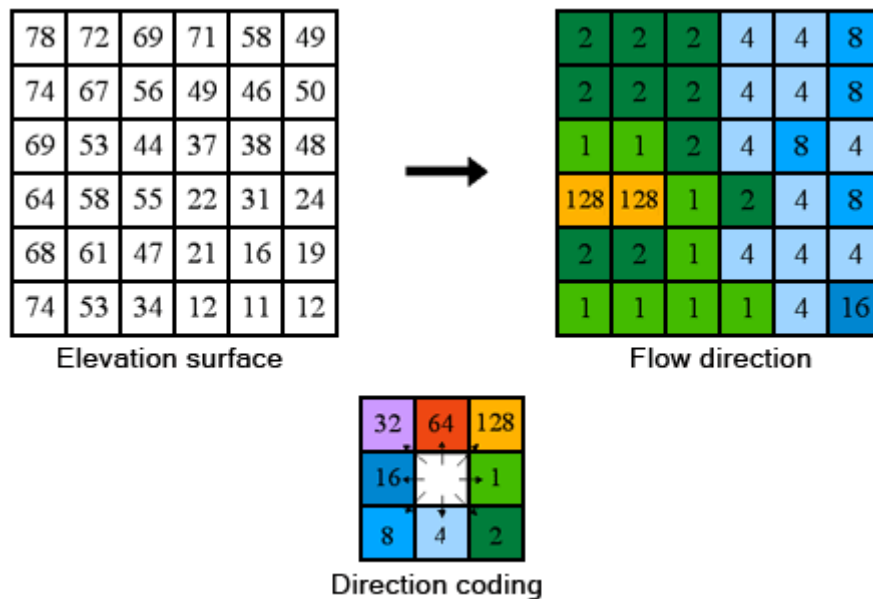 78 72 69 71 58 49 2 2 2 4 4 8
74 67 56 49 46 50 2 2 2 4 4 8
69 53 44 37 38 48 1 1 2 4 8 4
64 58 55 22 31 24 128 128 1 2 4 8
68 61 47 21 16 19 2 2 1 4 4 4
74 53 34 12 11 12 1 1 1 1 4 16
Elevation surface Flow direction
32 64 128
16 1
8 4 2
Direction coding